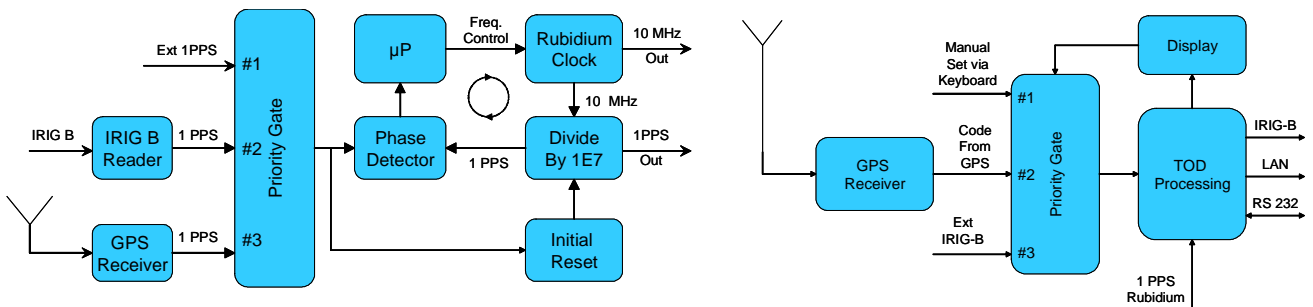 Ext 1PPS
IRIG B
IRIG B
Reader
1 PPS
GPS
Receiver
1 PPS
#1
#2
#3
Priority Gate
µP
Freq.
Control
Rubidium
Clock
10 MHz
Out
10 MHz
Phase
Detector
1 PPS
Divide
By 1E7
1PPS
Out
Initial
Reset
Manual
Set via
Keyboard
GPS
Receiver
Code
From
GPS
Ext
IRIG-B
#1
#2
#3
Priority Gate
Display
TOD
Processing
IRIG-B
LAN
RS 232
1 PPS
Rubidium